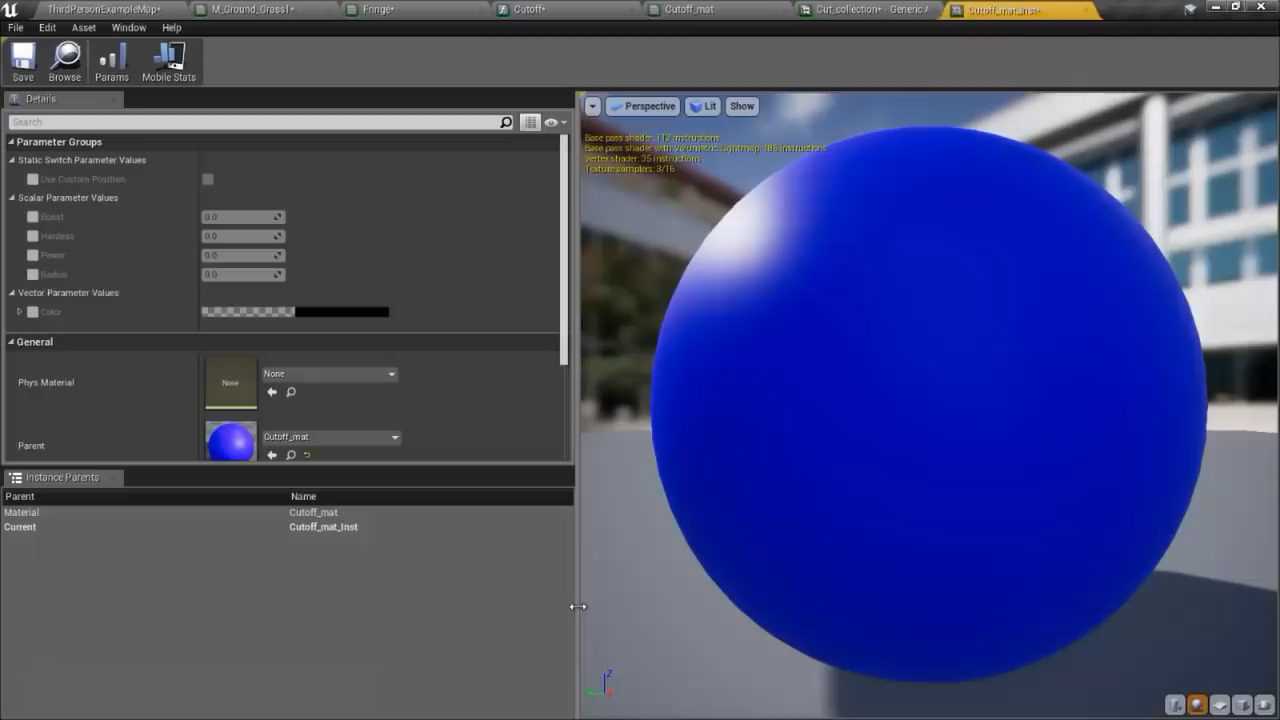 ThirdPersonExampleMap* M_Ground_Grass1* Fringe* Cutoff* Cutoff_mat Cut_collection* - Generic A Cutoff_mat_Inst*
File Edit Asset Window Help
Save Browse Params Mobile Stats
Details
Search
Perspective Lit Show
Base pass shader: 113 instructions
Base pass shader with Volumetric Lightmap: 186 instructions
Vertex shader: 35 instructions
Texture samplers: 3/16
Parameter Groups
Static Switch Parameter Values
Use Custom Position
Scalar Parameter Values
Boost 0.0
Hardess 0.0
Power 0.0
Radius 0.0
Vector Parameter Values
Color
General
Phys Material None None
Parent Cutoff_mat
Instance Parents
Parent Name
Material Cutoff_mat
Current Cutoff_mat_Inst
Z